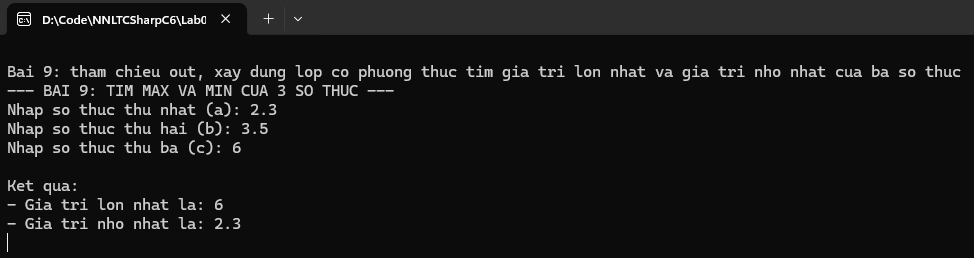 D:\Code\NNLTCSharpC6\Lab0
Bai 9: tham chieu out, xay dung lop co phuong thuc tim gia tri lon nhat va gia tri nho nhat cua ba so thuc
--- BAI 9: TIM MAX VA MIN CUA 3 SO THUC ---
Nhap so thuc thu nhat (a): 2.3
Nhap so thuc thu hai (b): 3.5
Nhap so thuc thu ba (c): 6
Ket qua:
- Gia tri lon nhat la: 6
- Gia tri nho nhat la: 2.3